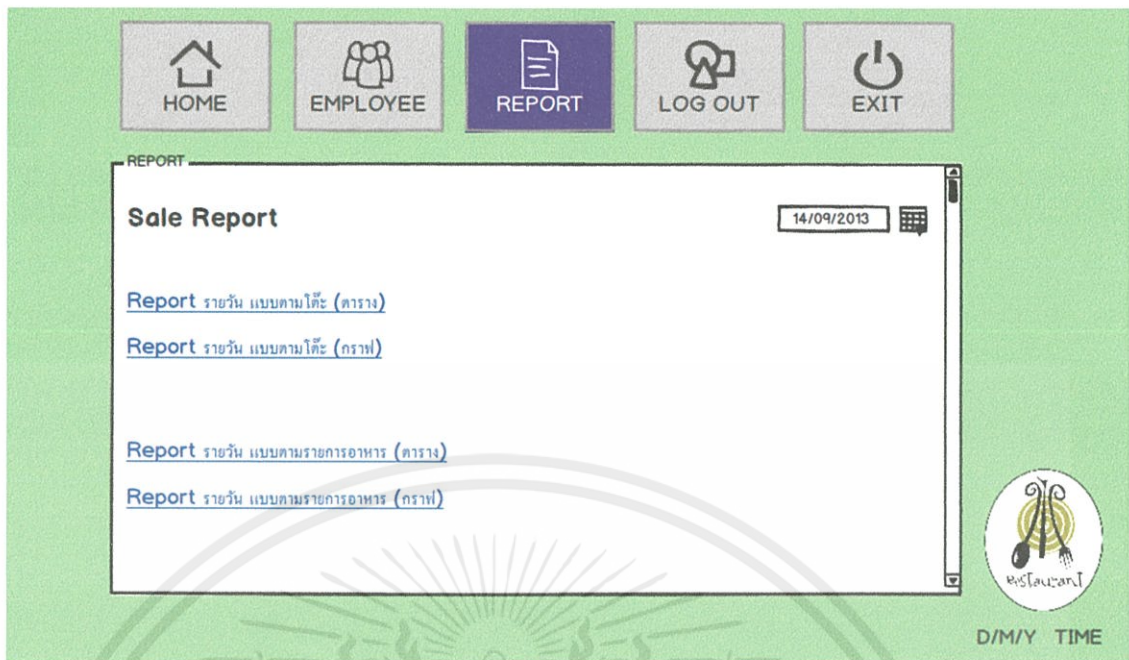 HOME EMPLOYEE REPORT LOG OUT EXIT
REPORT
Sale Report 14/09/2013
Report รายวัน แบบตามโต๊ะ (ตาราง)
Report รายวัน แบบตามโต๊ะ (กราฟ)
Report รายวัน แบบตามรายการอาหาร (ตาราง)
Report รายวัน แบบตามรายการอาหาร (กราฟ)
restaurant
D/M/Y TIME